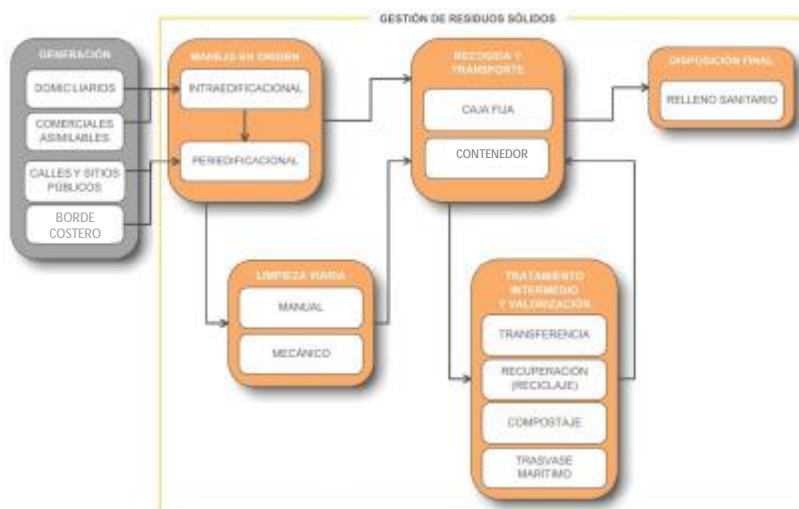 GESTIÓN DE RESIDUOS SÓLIDOS
GENERACIÓN
DOMICILIARIOS
COMERCIALES
ASIMILABLES
CALLES Y SITIOS
PÚBLICOS
BORDE
COSTERO
MANEJO EN ORIGEN
INTRAEDIFICACIONAL
PERIEDIFICACIONAL
LIMPIEZA VIARIA
MANUAL
MECÁNICO
RECOGIDA Y
TRANSPORTE
CAJA FIJA
CONTENEDOR
TRATAMIENTO
INTERMEDIO
Y VALORIZACIÓN
TRANSFERENCIA
RECUPERACIÓN
(RECICLAJE)
COMPOSTAJE
TRASVASE
MARÍTIMO
DISPOSICIÓN FINAL
RELLENO SANITARIO